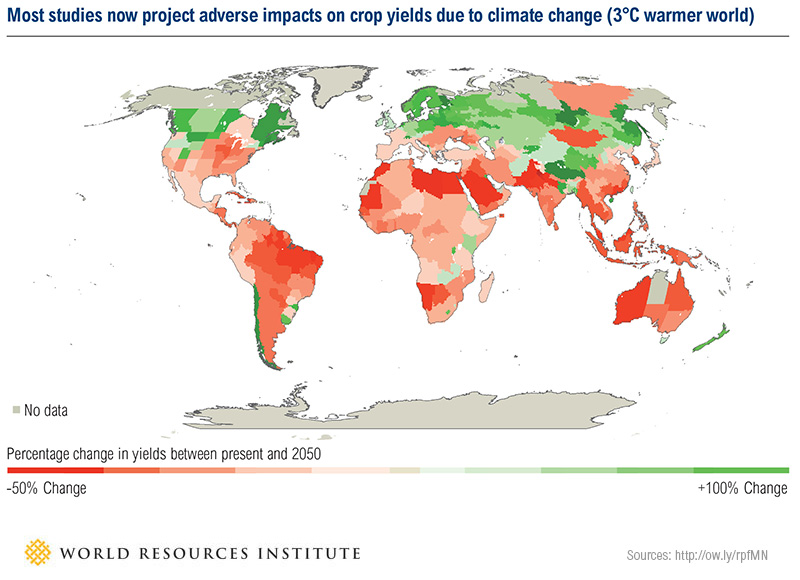 Most studies now project adverse impacts on crop yields due to climate change (3°C warmer world)
No data
Percentage change in yields between present and 2050
-50% Change
+100% Change
WORLD RESOURCES INSTITUTE
Sources: http://ow.ly/rpfMN